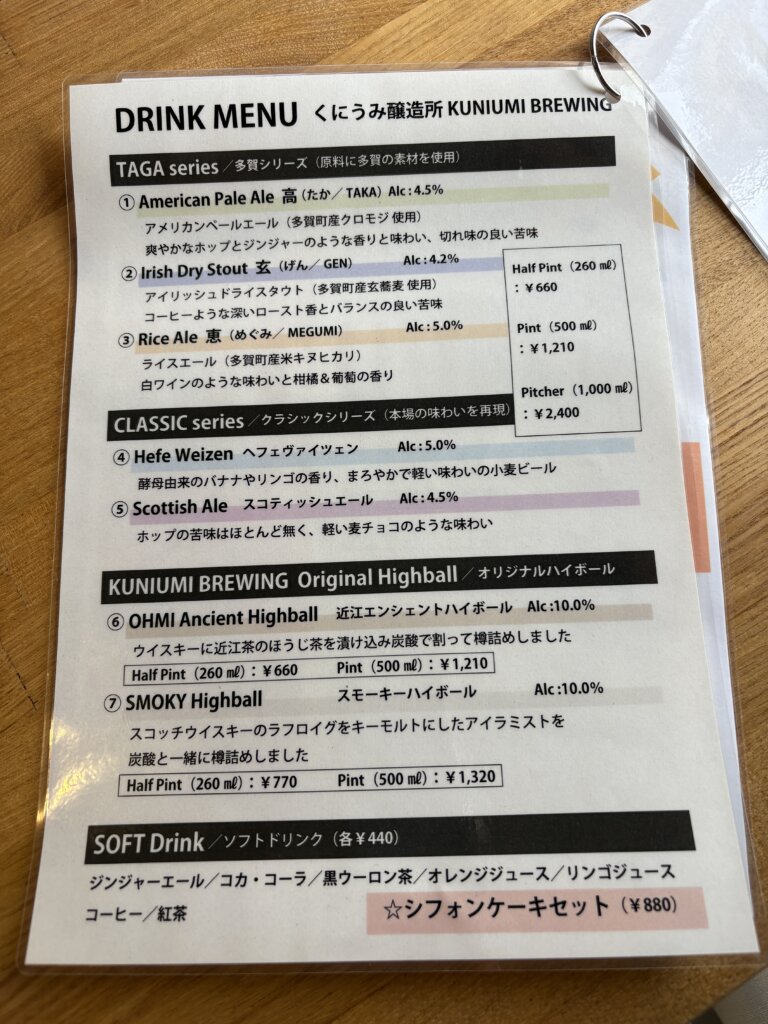 DRINK MENU くにうみ醸造所 KUNIUMI BREWING
TAGA series／多賀シリーズ（原料に多賀の素材を使用）
① American Pale Ale 高（たか／TAKA）Alc : 4.5%
アメリカンペールエール（多賀町産クロモジ 使用）
爽やかなホップとジンジャーのような香りと味わい、切れ味の良い苦味
② Irish Dry Stout 玄（げん／GEN） Alc : 4.2%
アイリッシュドライスタウト（多賀町産玄蕎麦 使用）
コーヒーような深いロースト香とバランスの良い苦味
③ Rice Ale 恵（めぐみ／MEGUMI） Alc : 5.0%
ライスエール（多賀町産米キヌヒカリ）
白ワインのような味わいと柑橘＆葡萄の香り
Half Pint（260 ㎖）
：￥660
Pint（500 ㎖）
：￥1,210
Pitcher（1,000 ㎖）
：￥2,400
CLASSIC series／クラシックシリーズ（本場の味わいを再現）
④ Hefe Weizen ヘフェヴァイツェン Alc : 5.0%
酵母由来のバナナやリンゴの香り、まろやかで軽い味わいの小麦ビール
⑤ Scottish Ale スコティッシュエール Alc : 4.5%
ホップの苦味はほとんど無く、軽い麦チョコのような味わい
KUNIUMI BREWING Original Highball／オリジナルハイボール
⑥ OHMI Ancient Highball 近江エンシェントハイボール Alc :10.0%
ウイスキーに近江茶のほうじ茶を漬け込み炭酸で割って樽詰めしました
Half Pint（260 ㎖）：￥660 Pint（500 ㎖）：￥1,210
⑦ SMOKY Highball スモーキーハイボール Alc :10.0%
スコッチウイスキーのラフロイグをキーモルトにしたアイラミストを
炭酸と一緒に樽詰めしました
Half Pint（260 ㎖）：￥770 Pint（500 ㎖）：￥1,320
SOFT Drink／ソフトドリンク（各￥440）
ジンジャーエール／コカ・コーラ／黒ウーロン茶／オレンジジュース／リンゴジュース
コーヒー／紅茶
☆シフォンケーキセット（￥880）